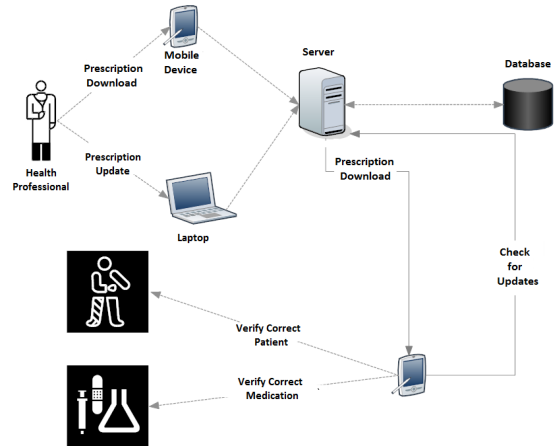 Mobile
Device
Server
Database
Prescription
Download
Prescription
Update
Health
Professional
Laptop
Prescription
Download
Check
for
Updates
Verify Correct
Patient
Verify Correct
Medication